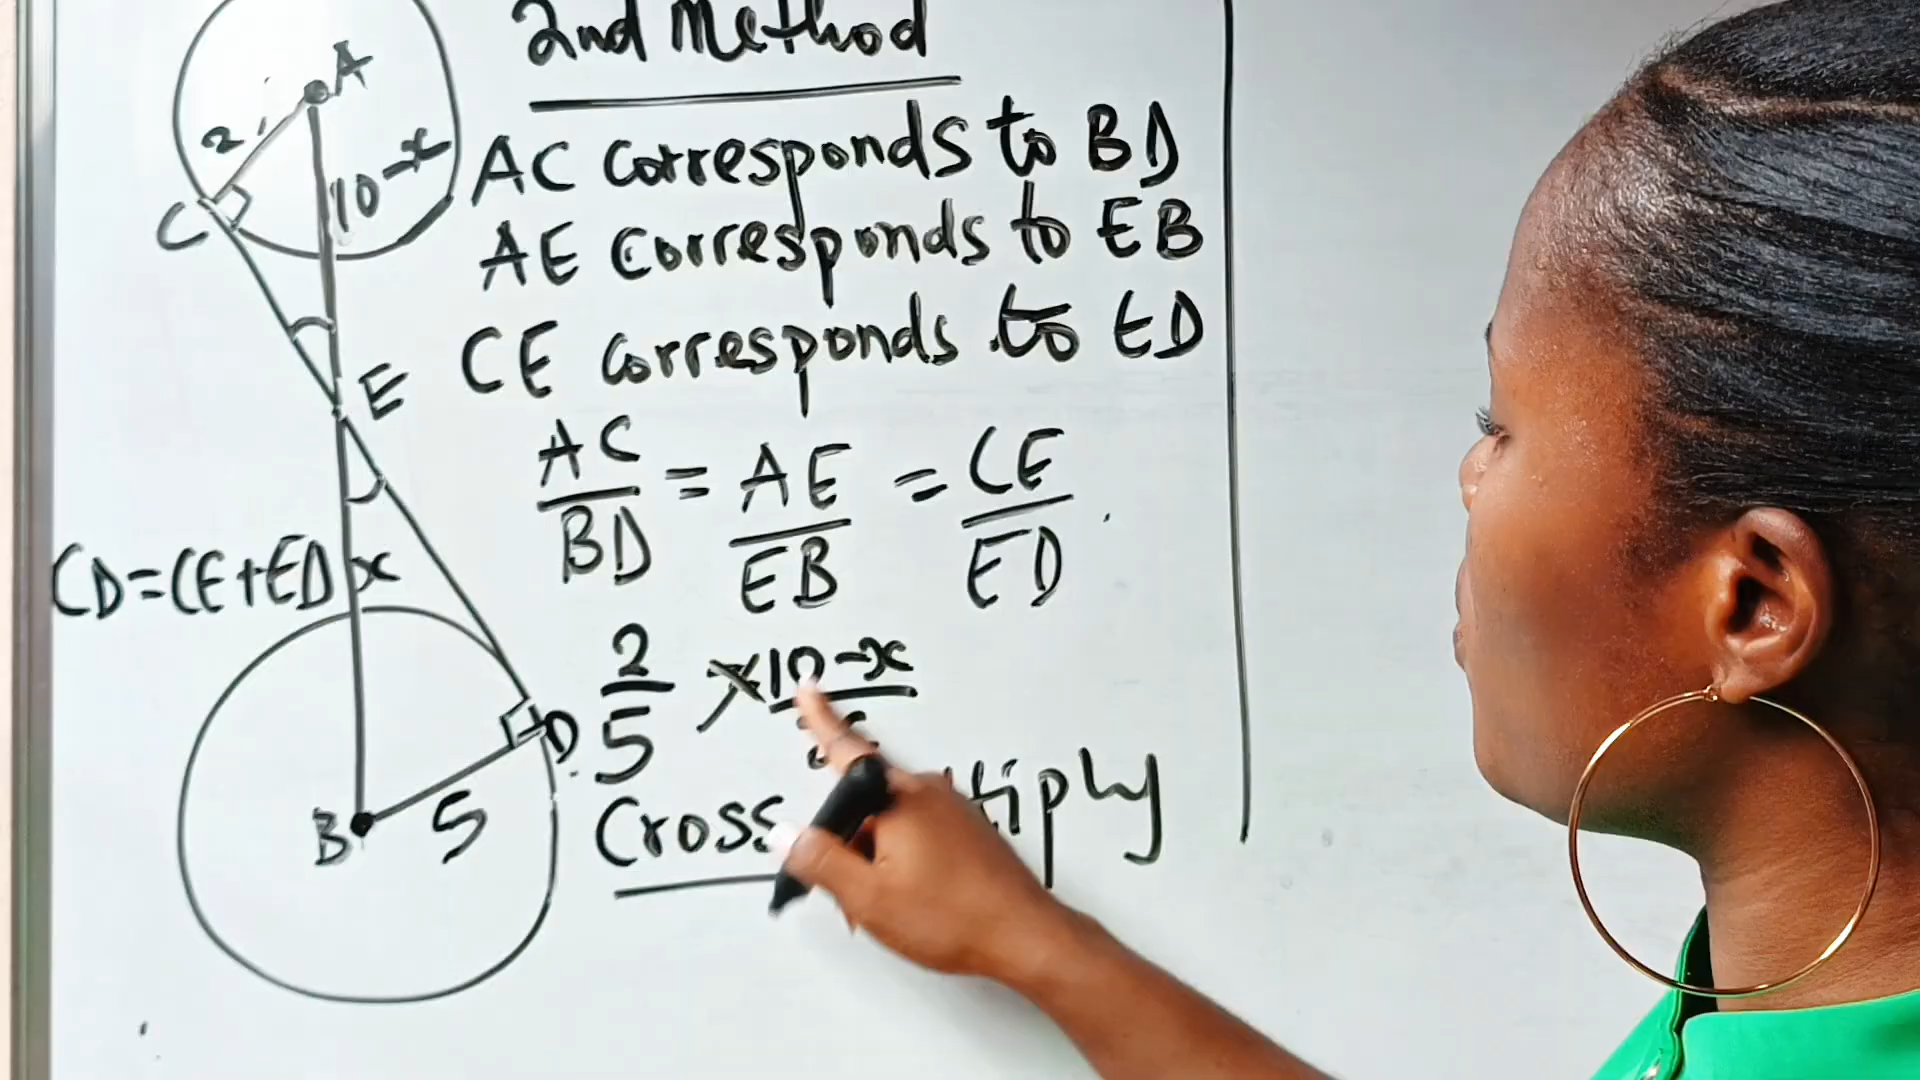 2nd Method
A
2
10-x
C
E
CD=CE+ED
x
D
B
5
AC corresponds to BD
AE corresponds to EB
CE corresponds to ED
AC/BD = AE/EB = CE/ED
2/5 10-x
Cross